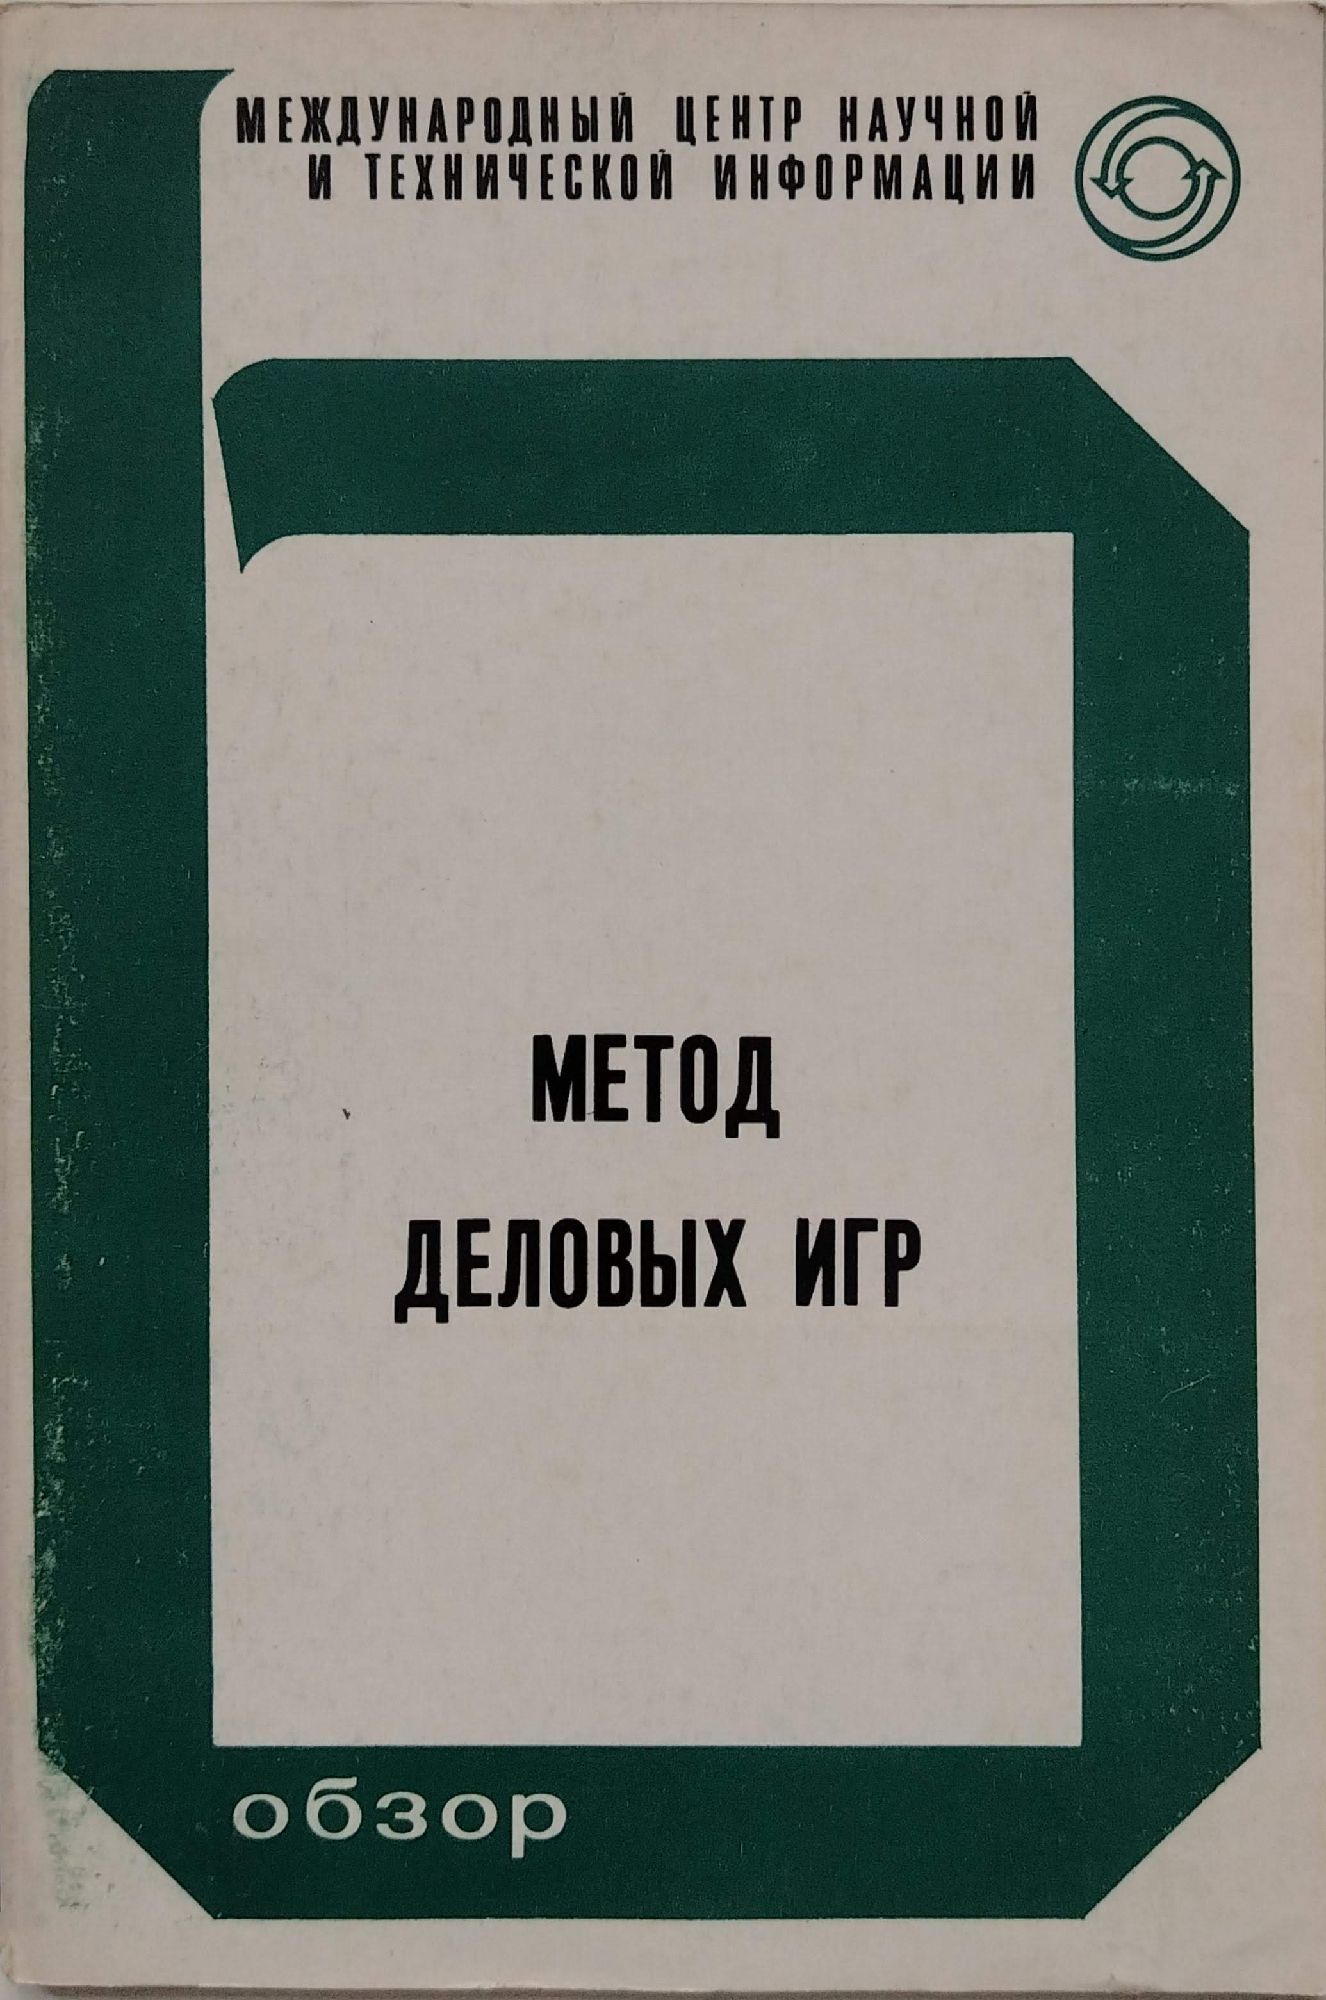 МЕЖДУНАРОДНЫЙ ЦЕНТР НАУЧНОЙ
И ТЕХНИЧЕСКОЙ ИНФОРМАЦИИ
МЕТОД
ДЕЛОВЫХ ИГР
обзор